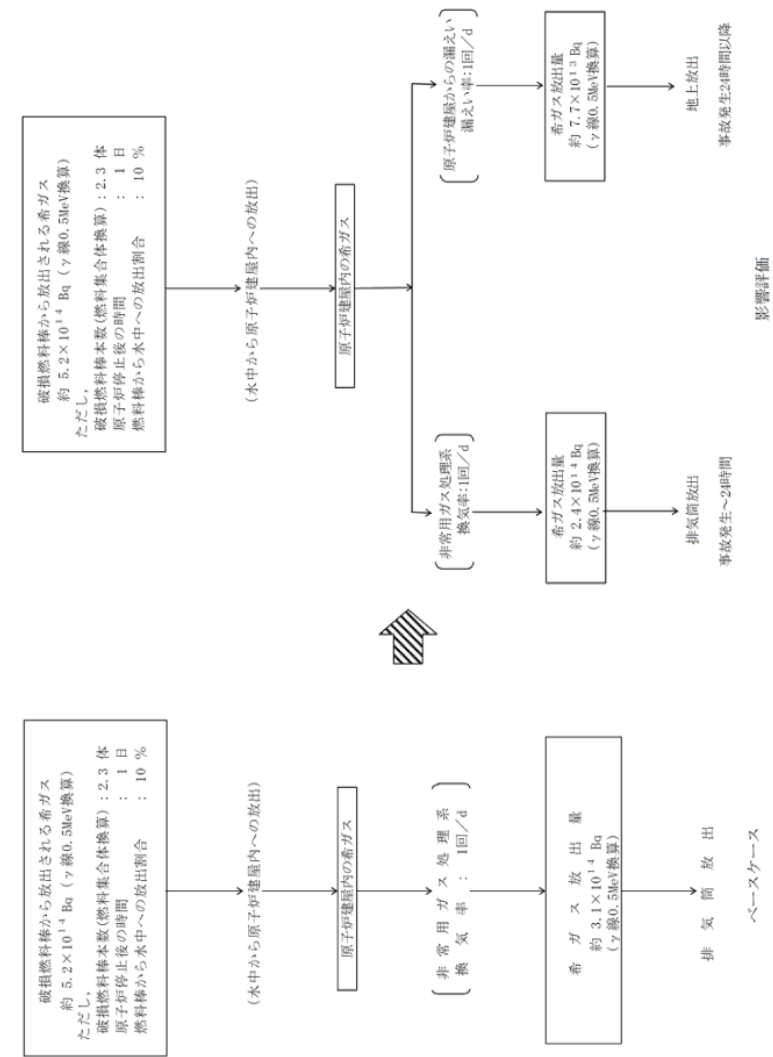 破損燃料棒から放出される希ガス
約 5.2×10¹⁴ Bq (γ線0.5MeV換算)
ただし,
破損燃料棒本数(燃料集合体換算):2.3 体
原子炉停止後の時間 : 1 日
燃料棒から水中への放出割合 : 10 %
(水中から原子炉建屋内への放出)
原子炉建屋内の希ガス
非常用ガス処理系
換気率: 1回/d
希ガス放出量
約 3.1×10¹⁴ Bq
(γ線0.5MeV換算)
排気筒放出
ベースケース
破損燃料棒から放出される希ガス
約 5.2×10¹⁴ Bq (γ線0.5MeV換算)
ただし,
破損燃料棒本数(燃料集合体換算):2.3 体
原子炉停止後の時間 : 1 日
燃料棒から水中への放出割合 : 10 %
(水中から原子炉建屋内への放出)
原子炉建屋内の希ガス
非常用ガス処理系
換気率:1回/d
希ガス放出量
約 2.4×10¹⁴ Bq
(γ線0.5MeV換算)
排気筒放出
事故発生~24時間
原子炉建屋からの漏えい
漏えい率:1回/d
希ガス放出量
約 7.7×10¹³ Bq
(γ線0.5MeV換算)
地上放出
事故発生24時間以降
影響評価